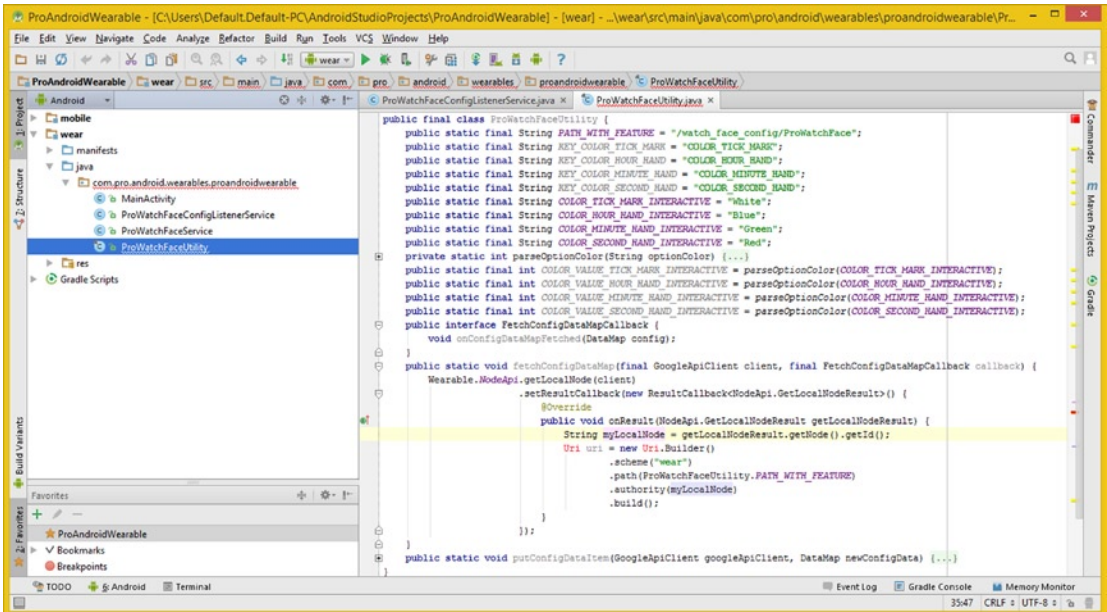 ProAndroidWearable - [C:\Users\Default.Default-PC\AndroidStudioProjects\ProAndroidWearable] - [wear] - ...\wear\src\main\java\com\pro\android\wearables\proandroidwearable\Pr...
File Edit View Navigate Code Analyze Refactor Build Run Tools VCS Window Help
wear
ProAndroidWearable wear src main java com pro android wearables proandroidwearable ProWatchFaceUtility
Android
ProWatchFaceConfigListenerService.java × ProWatchFaceUtility.java ×
1: Project
2: Structure
Build Variants
2: Favorites
mobile
wear
manifests
java
com.pro.android.wearables.proandroidwearable
MainActivity
ProWatchFaceConfigListenerService
ProWatchFaceService
ProWatchFaceUtility
res
Gradle Scripts
Favorites
ProAndroidWearable
Bookmarks
Breakpoints
public final class ProWatchFaceUtility {
public static final String PATH_WITH_FEATURE = "/watch_face_config/ProWatchFace";
public static final String KEY_COLOR_TICK_MARK = "COLOR_TICK_MARK";
public static final String KEY_COLOR_HOUR_HAND = "COLOR_HOUR_HAND";
public static final String KEY_COLOR_MINUTE_HAND = "COLOR_MINUTE_HAND";
public static final String KEY_COLOR_SECOND_HAND = "COLOR_SECOND_HAND";
public static final String COLOR_TICK_MARK_INTERACTIVE = "White";
public static final String COLOR_HOUR_HAND_INTERACTIVE = "Blue";
public static final String COLOR_MINUTE_HAND_INTERACTIVE = "Green";
public static final String COLOR_SECOND_HAND_INTERACTIVE = "Red";
private static int parseOptionColor(String optionColor) {...}
public static final int COLOR_VALUE_TICK_MARK_INTERACTIVE = parseOptionColor(COLOR_TICK_MARK_INTERACTIVE);
public static final int COLOR_VALUE_HOUR_HAND_INTERACTIVE = parseOptionColor(COLOR_HOUR_HAND_INTERACTIVE);
public static final int COLOR_VALUE_MINUTE_HAND_INTERACTIVE = parseOptionColor(COLOR_MINUTE_HAND_INTERACTIVE);
public static final int COLOR_VALUE_SECOND_HAND_INTERACTIVE = parseOptionColor(COLOR_SECOND_HAND_INTERACTIVE);
public interface FetchConfigDataMapCallback {
void onConfigDataMapFetched(DataMap config);
}
public static void fetchConfigDataMap(final GoogleApiClient client, final FetchConfigDataMapCallback callback) {
Wearable.NodeApi.getLocalNode(client)
.setResultCallback(new ResultCallback<NodeApi.GetLocalNodeResult>() {
@Override
public void onResult(NodeApi.GetLocalNodeResult getLocalNodeResult) {
String myLocalNode = getLocalNodeResult.getNode().getId();
Uri uri = new Uri.Builder()
.scheme("wear")
.path(ProWatchFaceUtility.PATH_WITH_FEATURE)
.authority(myLocalNode)
.build();
}
});
}
public static void putConfigDataItem(GoogleApiClient googleApiClient, DataMap newConfigData) {...}
}
Commander
Maven Projects
Gradle
TODO 6: Android Terminal Event Log Gradle Console Memory Monitor
35:47 CRLF UTF-8